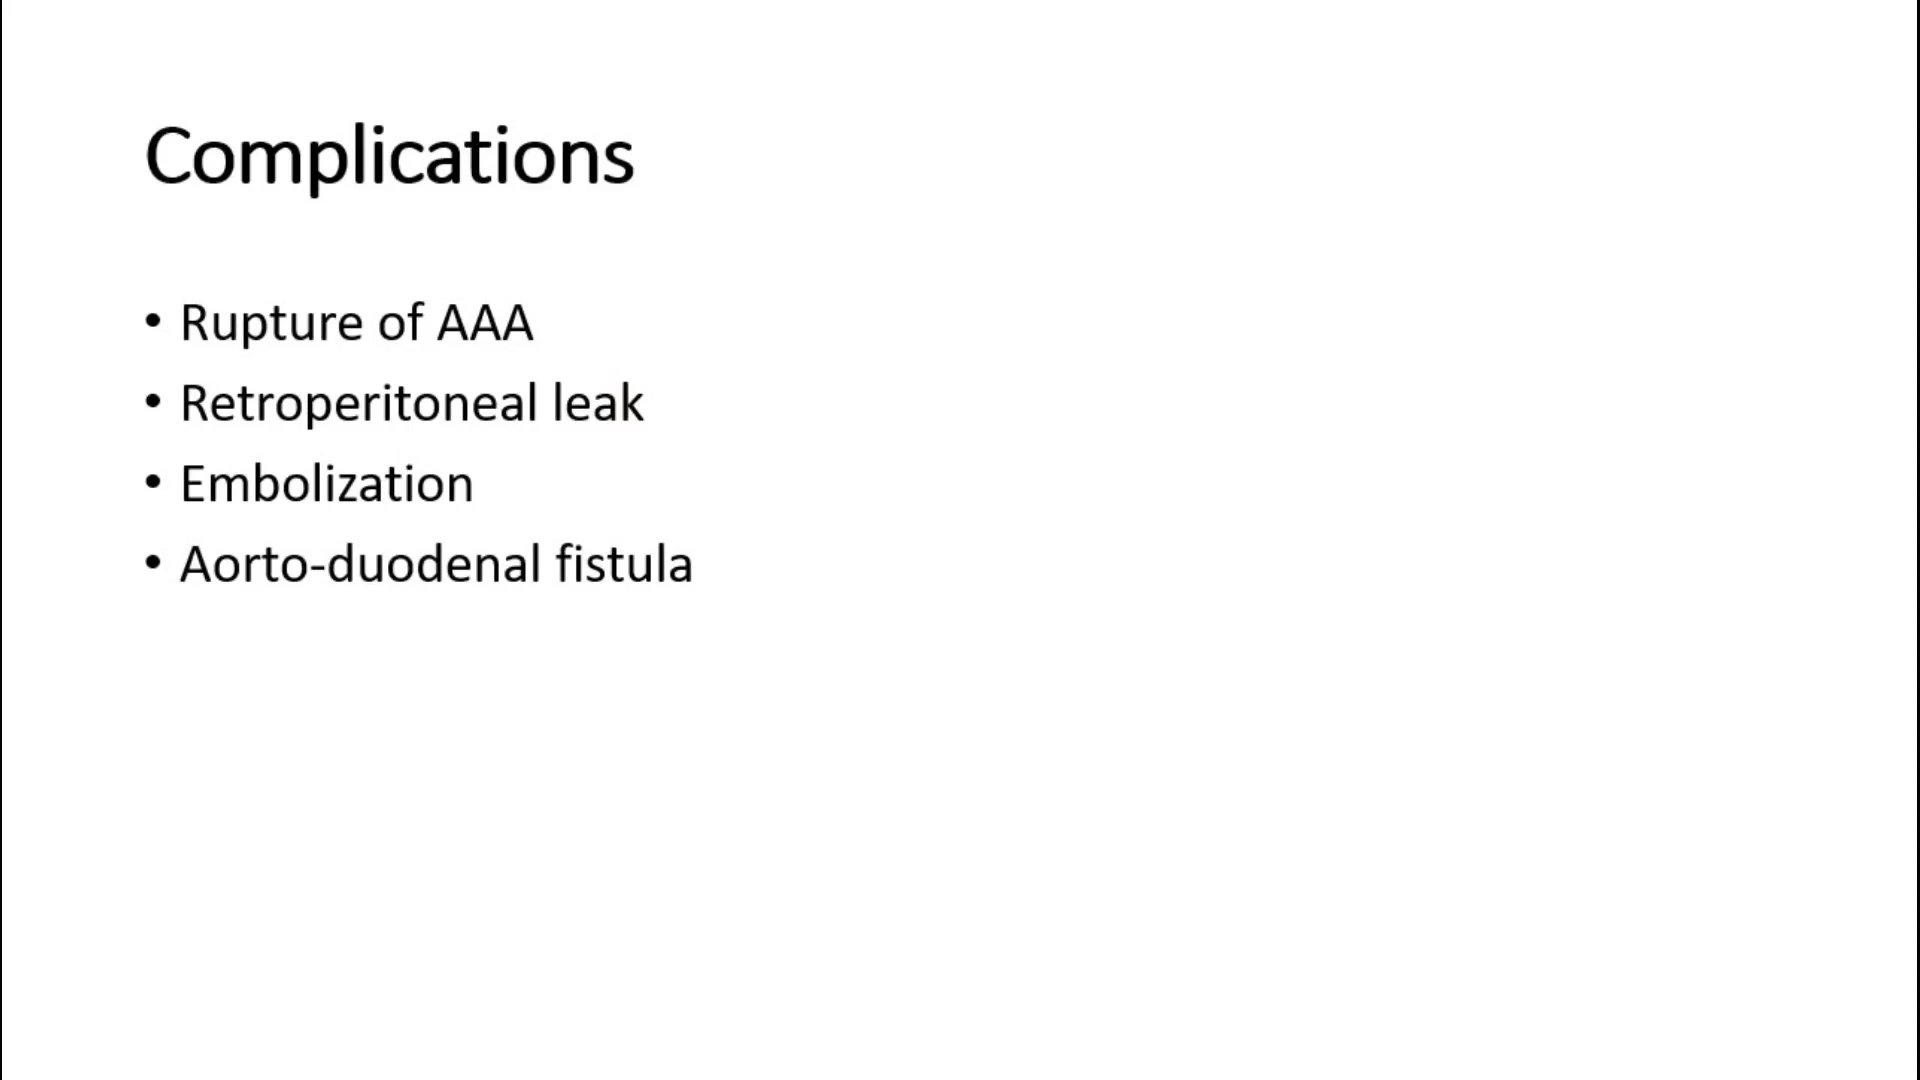 Complications
• Rupture of AAA
• Retroperitoneal leak
• Embolization
• Aorto-duodenal fistula